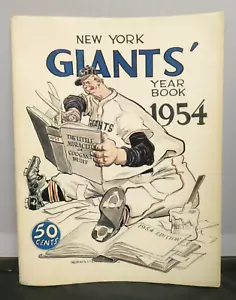 NEW YORK
GIANTS'
YEAR
BOOK
1954
GIANTS
THE LITTLE
MIRACLE
OF
COOGAN'S
BLUFF
50
CENTS
1954 EDITION